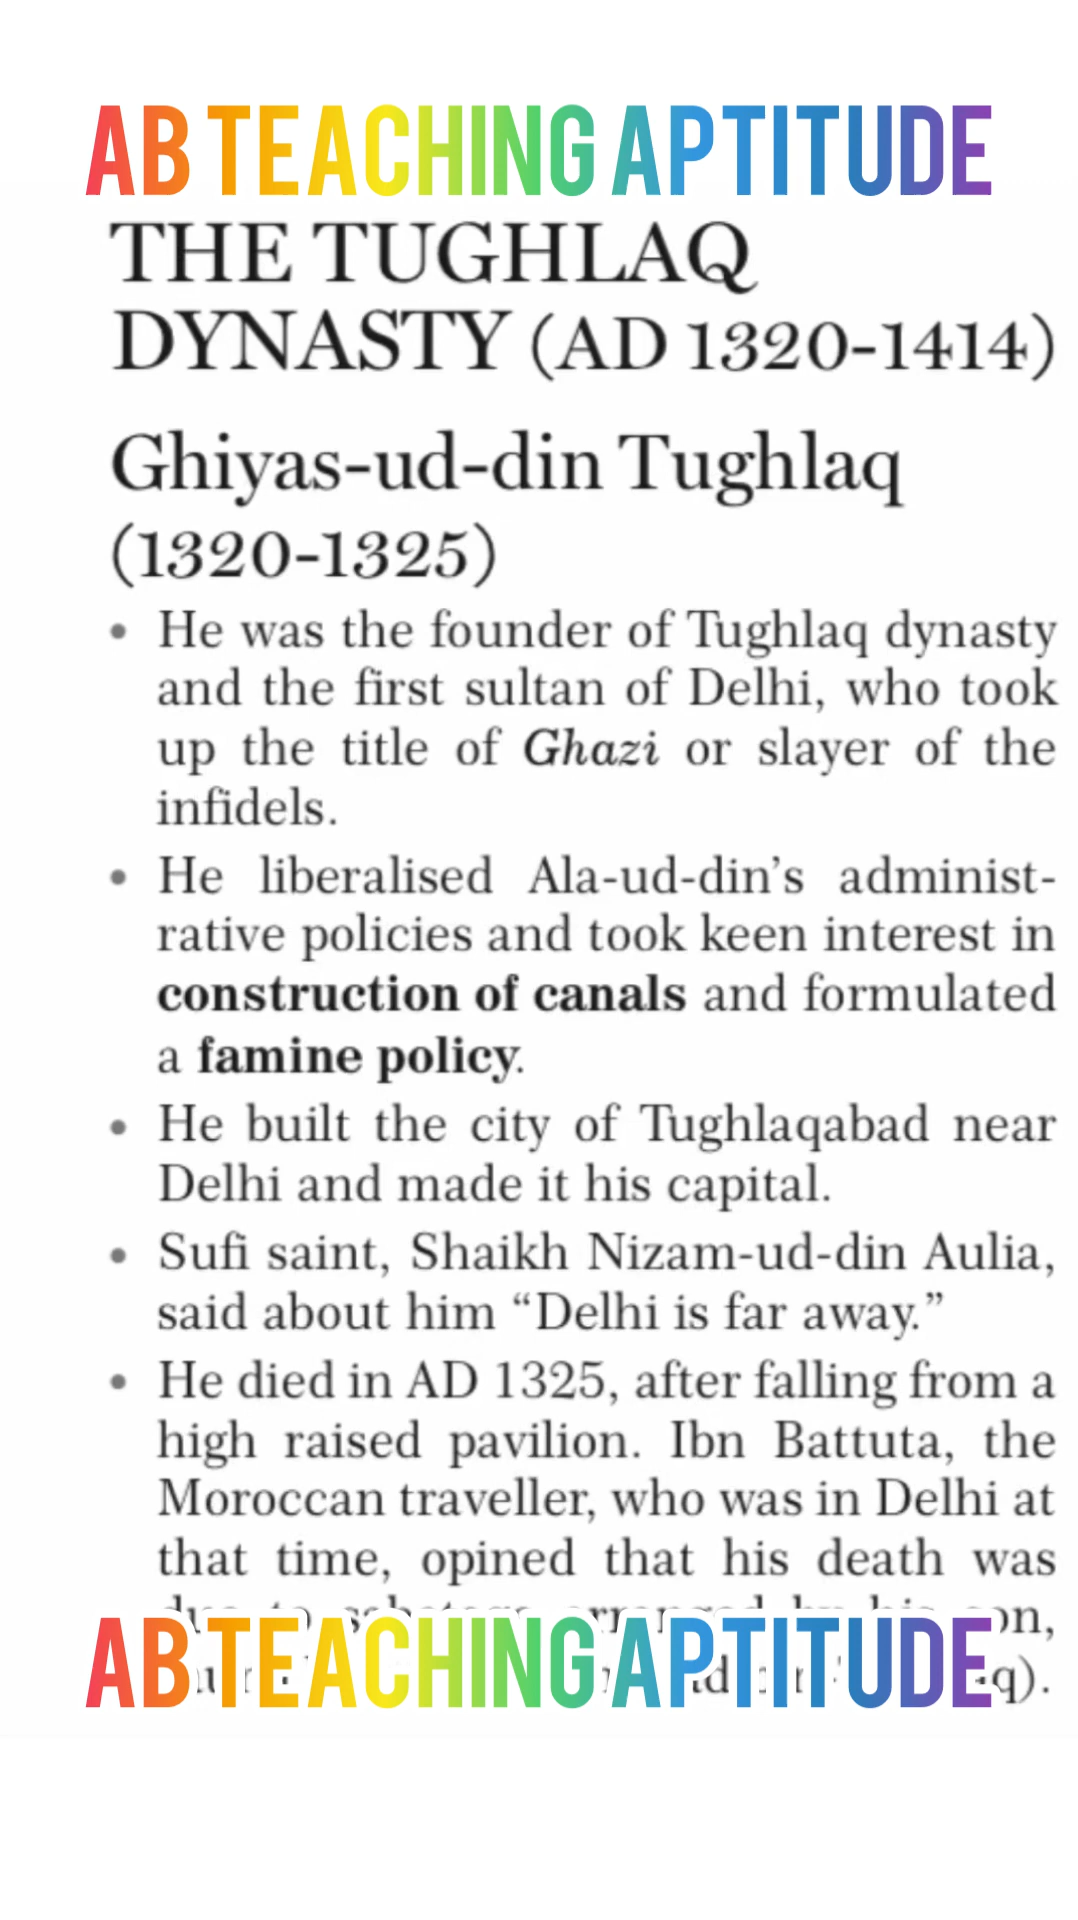 AB TEACHING APTITUDE
THE TUGHLAQ
DYNASTY (AD 1320-1414)
Ghiyas-ud-din Tughlaq
(1320-1325)
• He was the founder of Tughlaq dynasty
and the first sultan of Delhi, who took
up the title of Ghazi or slayer of the
infidels.
• He liberalised Ala-ud-din’s administ-
rative policies and took keen interest in
construction of canals and formulated
a famine policy.
• He built the city of Tughlaqabad near
Delhi and made it his capital.
• Sufi saint, Shaikh Nizam-ud-din Aulia,
said about him “Delhi is far away.”
• He died in AD 1325, after falling from a
high raised pavilion. Ibn Battuta, the
Moroccan traveller, who was in Delhi at
that time, opined that his death was
AB TEACHING APTITUDE